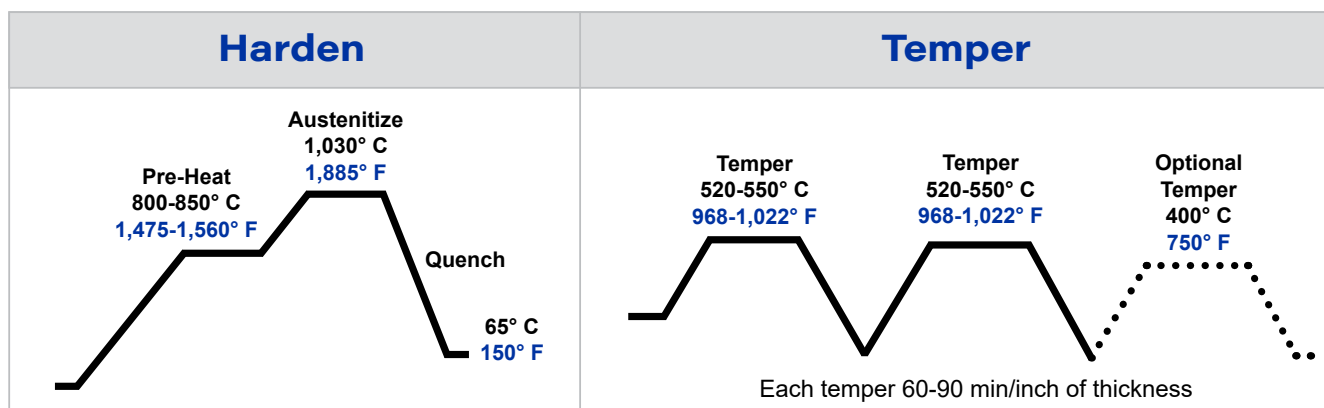 Harden
Temper
Austenitize
1,030° C
1,885° F
Pre-Heat
800-850° C
1,475-1,560° F
Quench
65° C
150° F
Temper
520-550° C
968-1,022° F
Temper
520-550° C
968-1,022° F
Optional
Temper
400° C
750° F
Each temper 60-90 min/inch of thickness